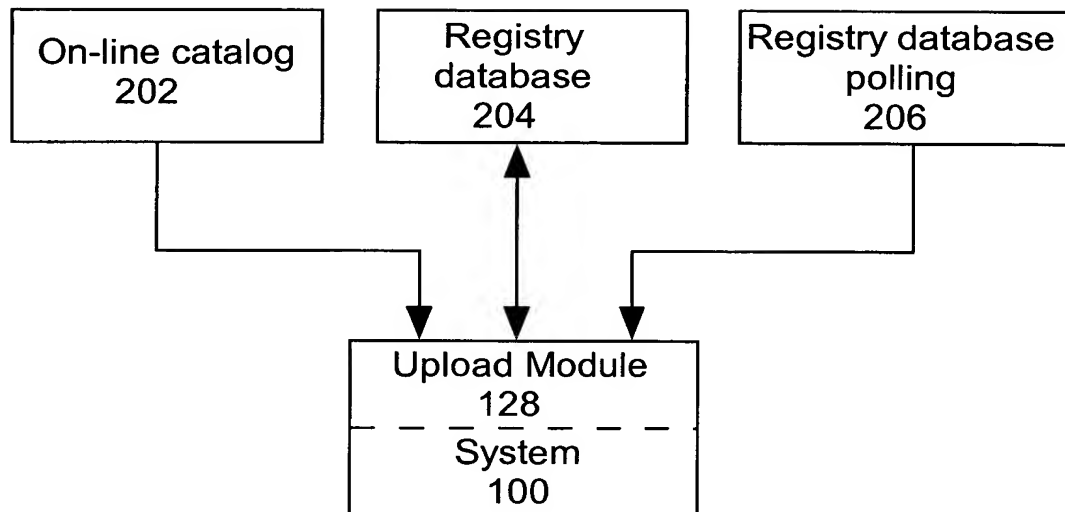 On-line catalog
202
Registry
database
204
Registry database
polling
206
Upload Module
128
System
100